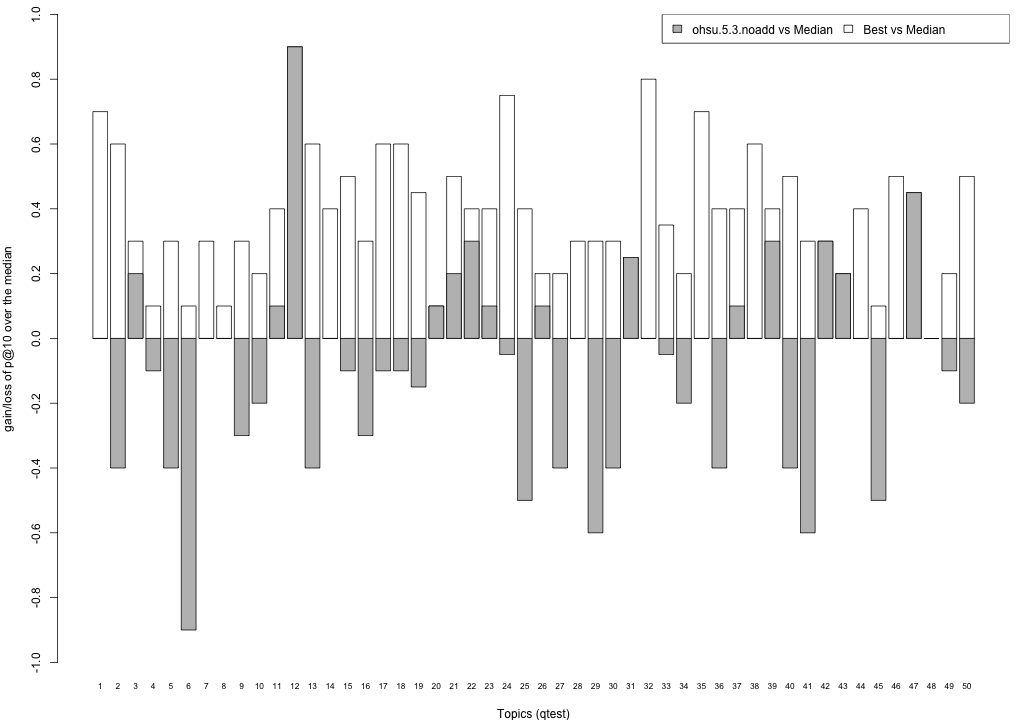 ohsu.5.3.noadd vs Median Best vs Median
1.0
0.8
0.6
0.4
0.2
0.0
-0.2
-0.4
-0.6
-0.8
-1.0
gain/loss of p@10 over the median
1 2 3 4 5 6 7 8 9 10 11 12 13 14 15 16 17 18 19 20 21 22 23 24 25 26 27 28 29 30 31 32 33 34 35 36 37 38 39 40 41 42 43 44 45 46 47 48 49 50
Topics (qtest)